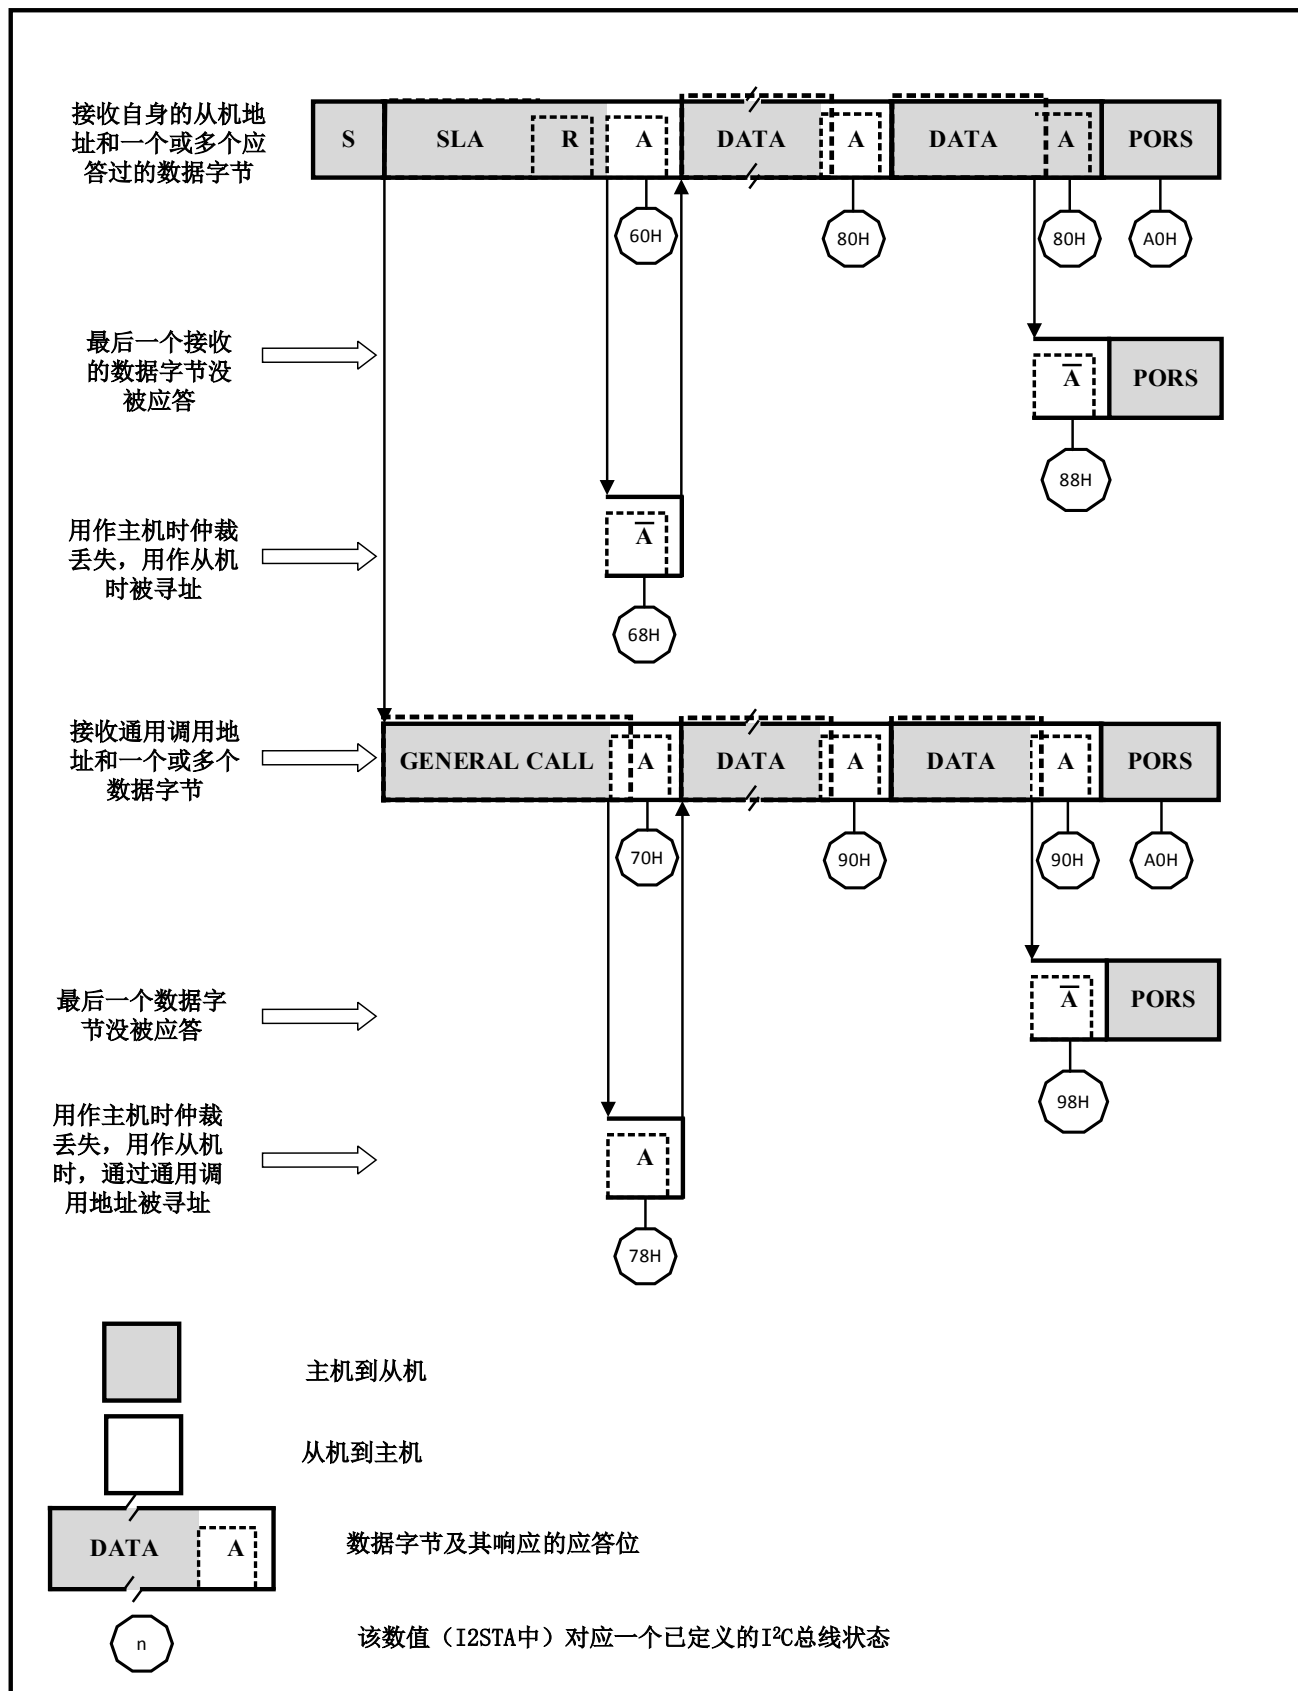 接收自身的从机地
址和一个或多个应
答过的数据字节
S SLA R A DATA A DATA A PORS
60H 80H 80H A0H
最后一个接收
的数据字节没
被应答
A̅ PORS
88H
用作主机时仲裁
丢失，用作从机
时被寻址
A̅
68H
接收通用调用地
址和一个或多个
数据字节
GENERAL CALL A DATA A DATA A PORS
70H 90H 90H A0H
最后一个数据字
节没被应答
A̅ PORS
98H
用作主机时仲裁
丢失，用作从机
时，通过通用调
用地址被寻址
A
78H
主机到从机
从机到主机
DATA A 数据字节及其响应的应答位
n 该数值（I2STA中）对应一个已定义的I²C总线状态